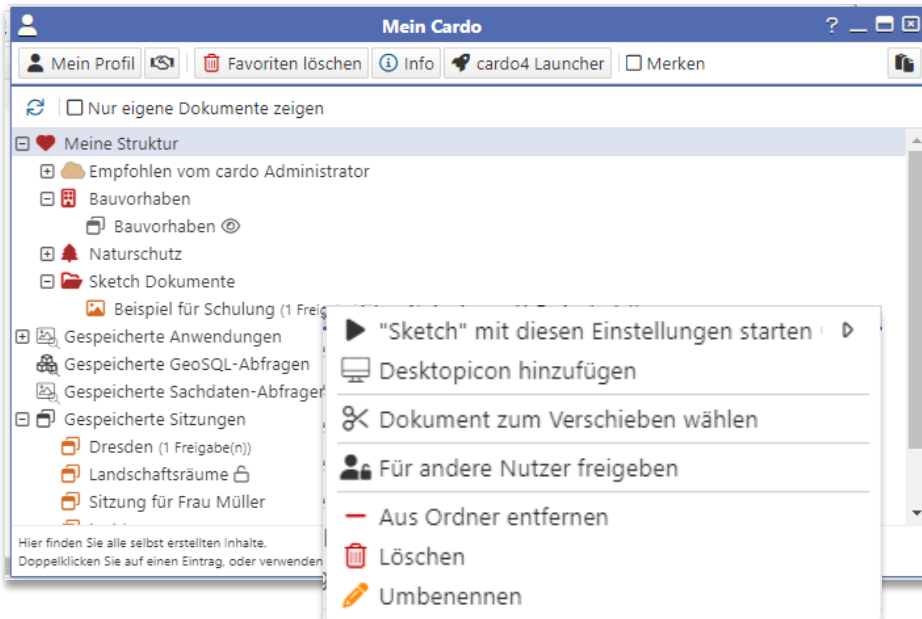 Mein Cardo
Mein Profil Favoriten löschen Info cardo4 Launcher Merken
Nur eigene Dokumente zeigen
Meine Struktur
Empfohlen vom cardo Administrator
Bauvorhaben
Bauvorhaben
Naturschutz
Sketch Dokumente
Beispiel für Schulung (1
"Sketch" mit diesen Einstellungen starten
Gespeicherte Anwendungen
Gespeicherte GeoSQL-Abfragen
Desktopicon hinzufügen
Gespeicherte Sachdaten-Abfragen
Gespeicherte Sitzungen
Dokument zum Verschieben wählen
Dresden (1 Freigabe(n))
Landschaftsräume
Für andere Nutzer freigeben
Sitzung für Frau Müller
Aus Ordner entfernen
Hier finden Sie alle selbst erstellten Inhalte.
Doppelklicken Sie auf einen Eintrag, oder verwenden
Löschen
Umbenennen